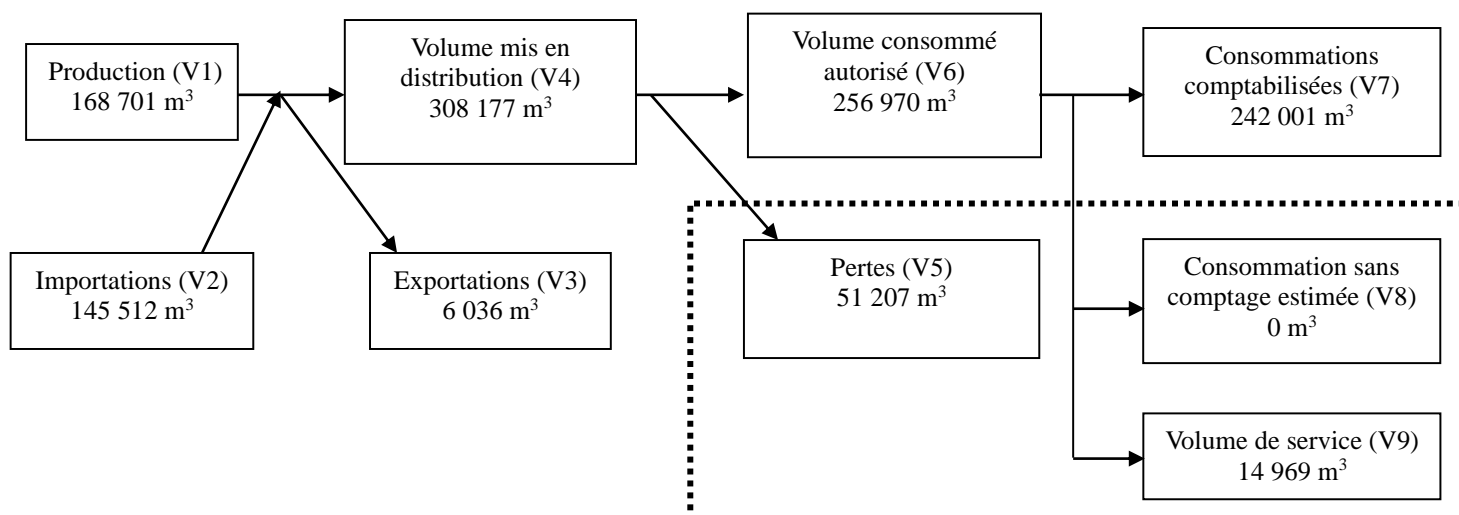 Production (V1)
168 701 m³
Volume mis en
distribution (V4)
308 177 m³
Volume consommé
autorisé (V6)
256 970 m³
Consommations
comptabilisées (V7)
242 001 m³
Importations (V2)
145 512 m³
Exportations (V3)
6 036 m³
Pertes (V5)
51 207 m³
Consommation sans
comptage estimée (V8)
0 m³
Volume de service (V9)
14 969 m³